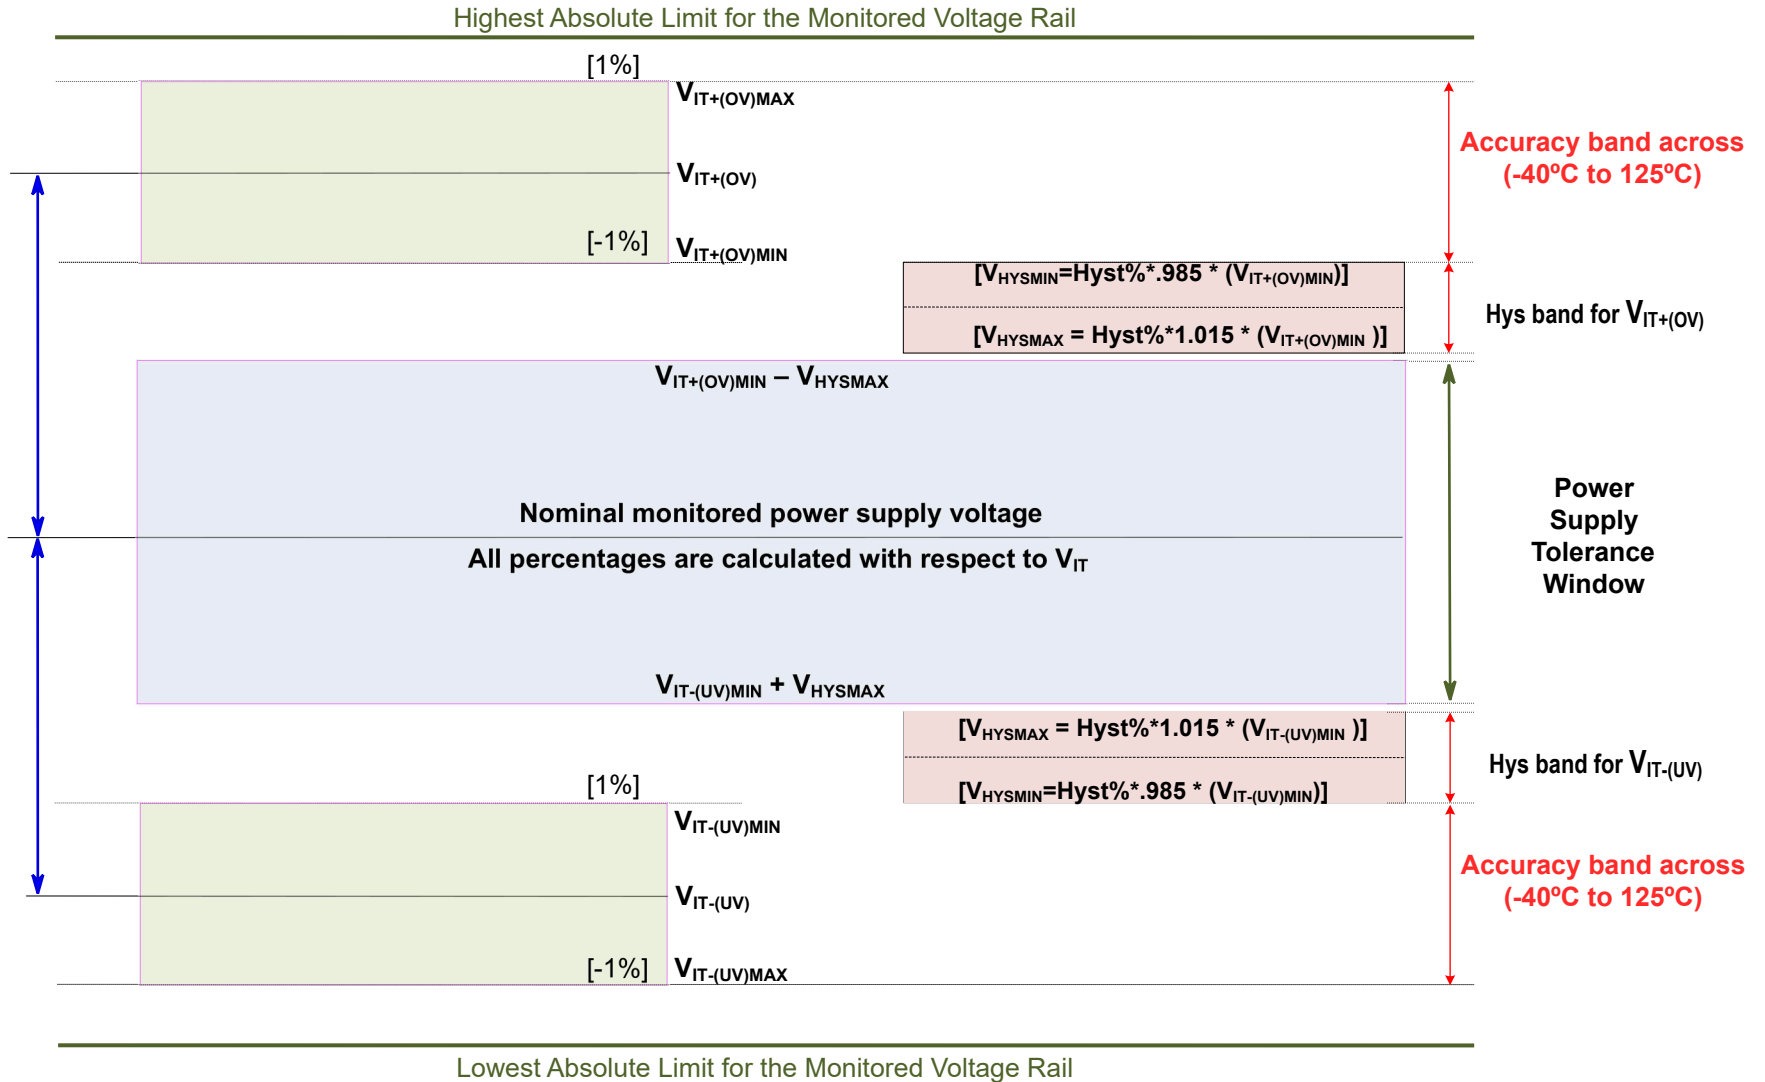 Highest Absolute Limit for the Monitored Voltage Rail
[1%]
VIT+(OV)MAX
Accuracy band across
(-40ºC to 125ºC)
VIT+(OV)
[-1%]
VIT+(OV)MIN
[VHYSMIN=Hyst%*.985 * (VIT+(OV)MIN)]
Hys band for VIT+(OV)
[VHYSMAX = Hyst%*1.015 * (VIT+(OV)MIN )]
VIT+(OV)MIN – VHYSMAX
Nominal monitored power supply voltage
All percentages are calculated with respect to VIT
Power
Supply
Tolerance
Window
VIT-(UV)MIN + VHYSMAX
[VHYSMAX = Hyst%*1.015 * (VIT-(UV)MIN )]
Hys band for VIT-(UV)
[VHYSMIN=Hyst%*.985 * (VIT-(UV)MIN)]
[1%]
VIT-(UV)MIN
Accuracy band across
(-40ºC to 125ºC)
VIT-(UV)
[-1%]
VIT-(UV)MAX
Lowest Absolute Limit for the Monitored Voltage Rail